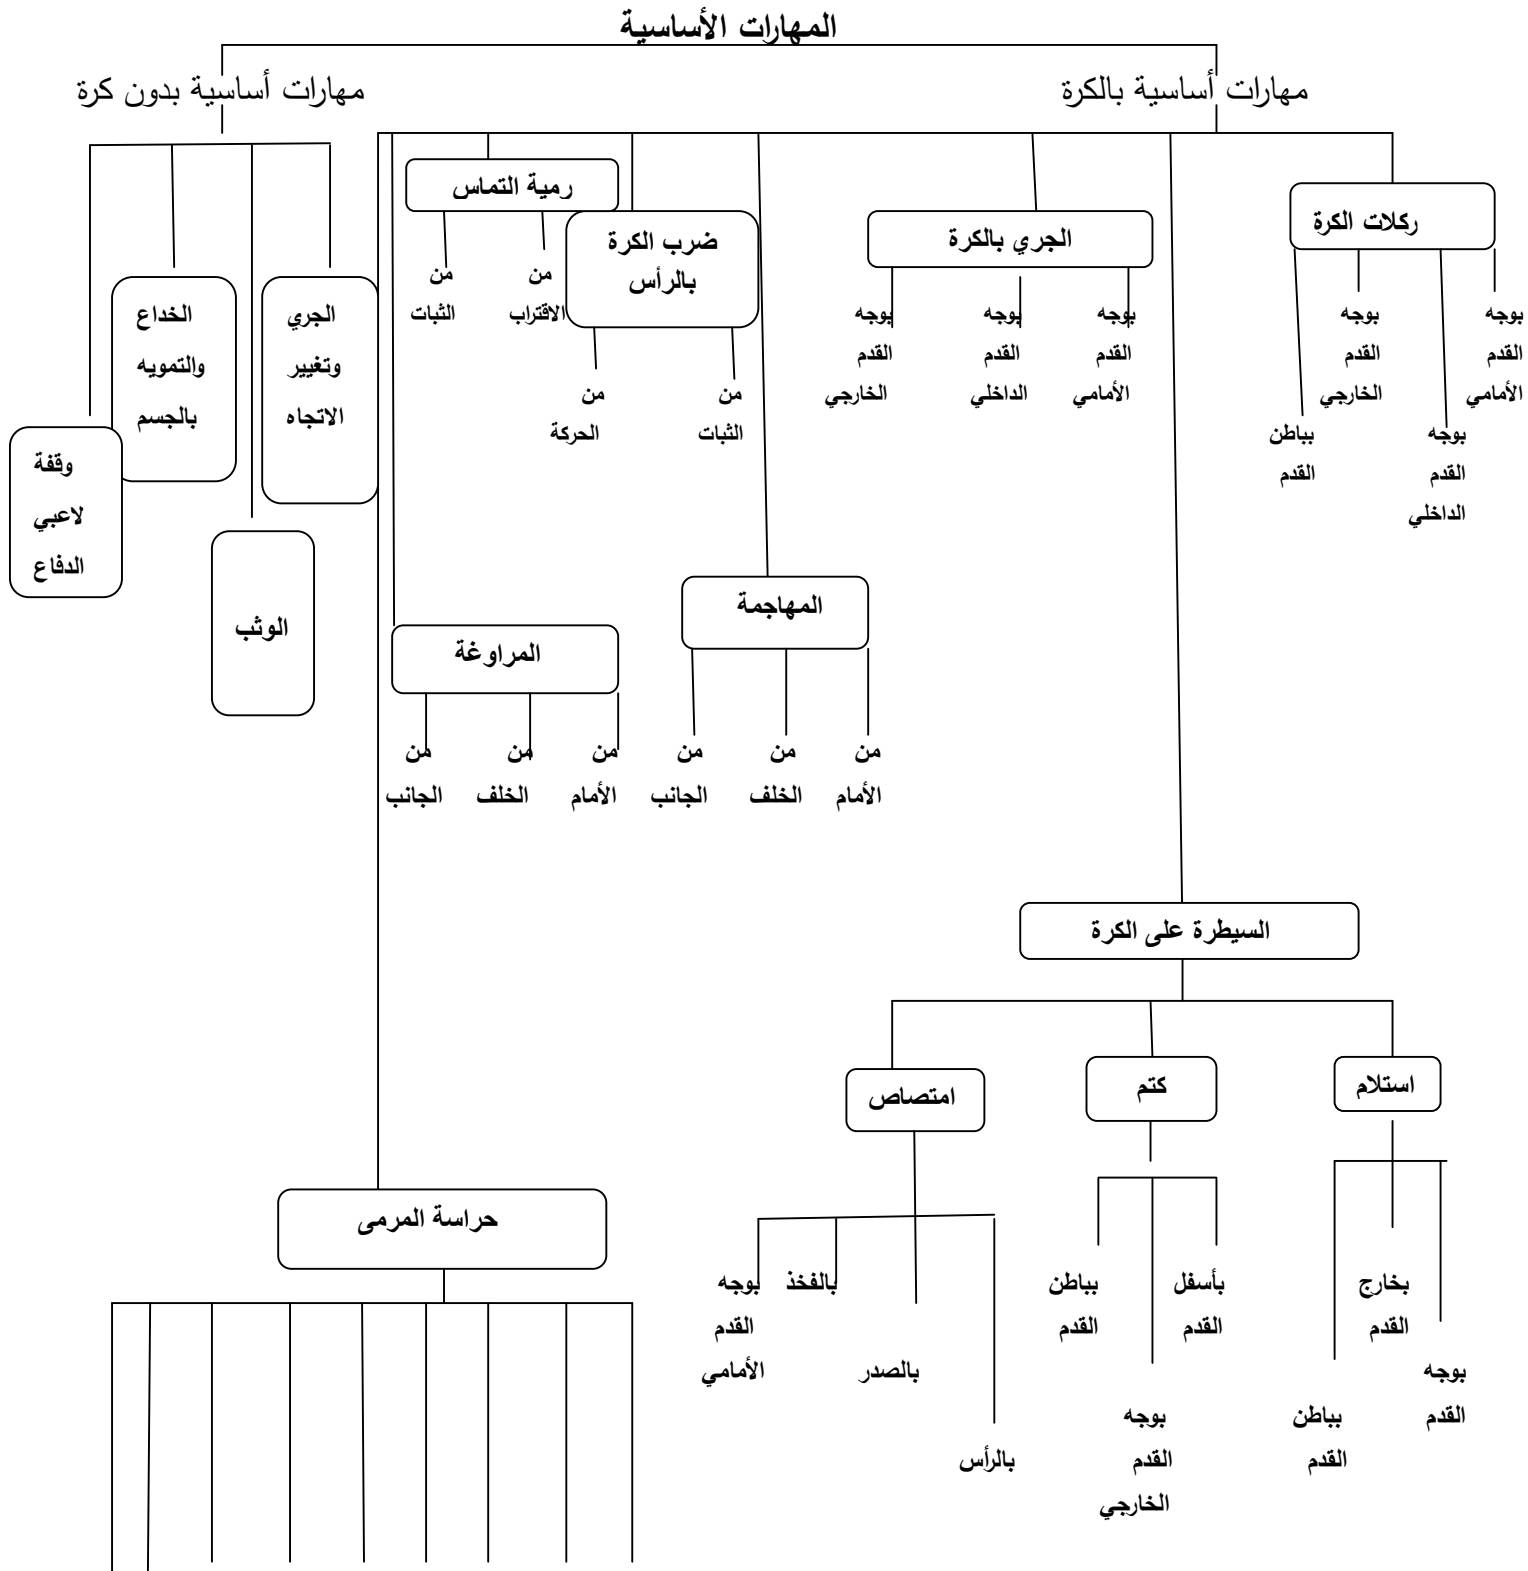 المهارات الأساسية
مهارات أساسية بالكرة
مهارات أساسية بدون كرة
ركلات الكرة
بوجه
القدم
الأمامي
بوجه
القدم
الداخلي
بوجه
القدم
الخارجي
بباطن
القدم
الجري بالكرة
بوجه
القدم
الأمامي
بوجه
القدم
الداخلي
بوجه
القدم
الخارجي
ضرب الكرة
بالرأس
من
الثبات
من
الحركة
رمية التماس
من
الاقتراب
من
الثبات
الجري
وتغيير
الاتجاه
الخداع
والتمويه
بالجسم
وقفة
لاعبي
الدفاع
الوثب
المهاجمة
من
الأمام
من
الخلف
من
الجانب
المراوغة
من
الأمام
من
الخلف
من
الجانب
السيطرة على الكرة
استلام
بوجه
القدم
بخارج
القدم
بباطن
القدم
كتم
بأسفل
القدم
بوجه
القدم
الخارجي
بباطن
القدم
امتصاص
بالرأس
بالصدر
بالفخذ
بوجه
القدم
الأمامي
حراسة المرمى